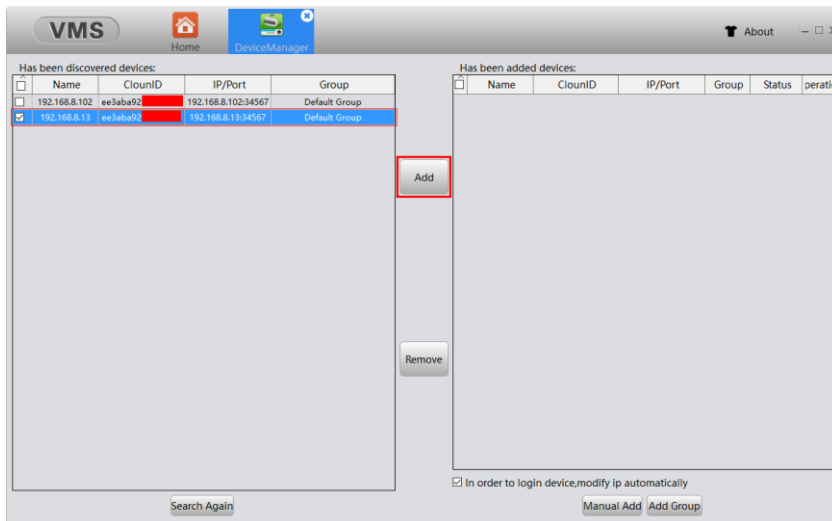 VMS
Home
DeviceManager
About
Has been discovered devices:
Name ClounID IP/Port Group
192.168.8.102 ee3aba92 192.168.8.102:34567 Default Group
192.168.8.13 ee3aba92 192.168.8.13:34567 Default Group
Add
Remove
Search Again
Has been added devices:
Name ClounID IP/Port Group Status perati
In order to login device,modify ip automatically
Manual Add Add Group